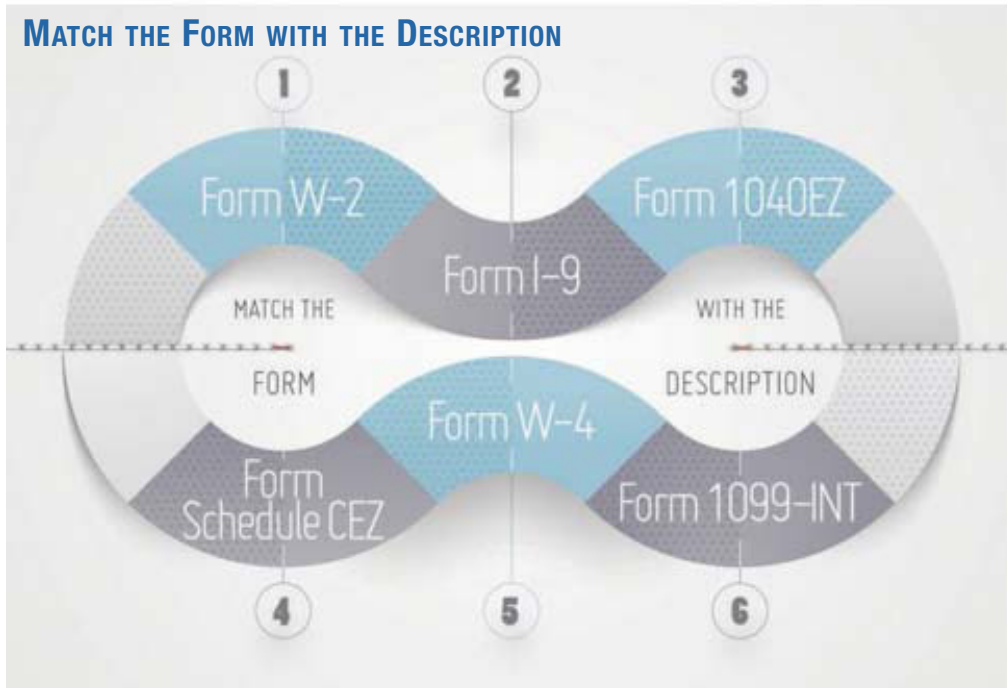 MATCH THE FORM WITH THE DESCRIPTION
1
2
3
Form W-2
Form I-9
Form 1040EZ
MATCH THE
FORM
WITH THE
DESCRIPTION
Form
Schedule CEZ
Form W-4
Form 1099-INT
4
5
6